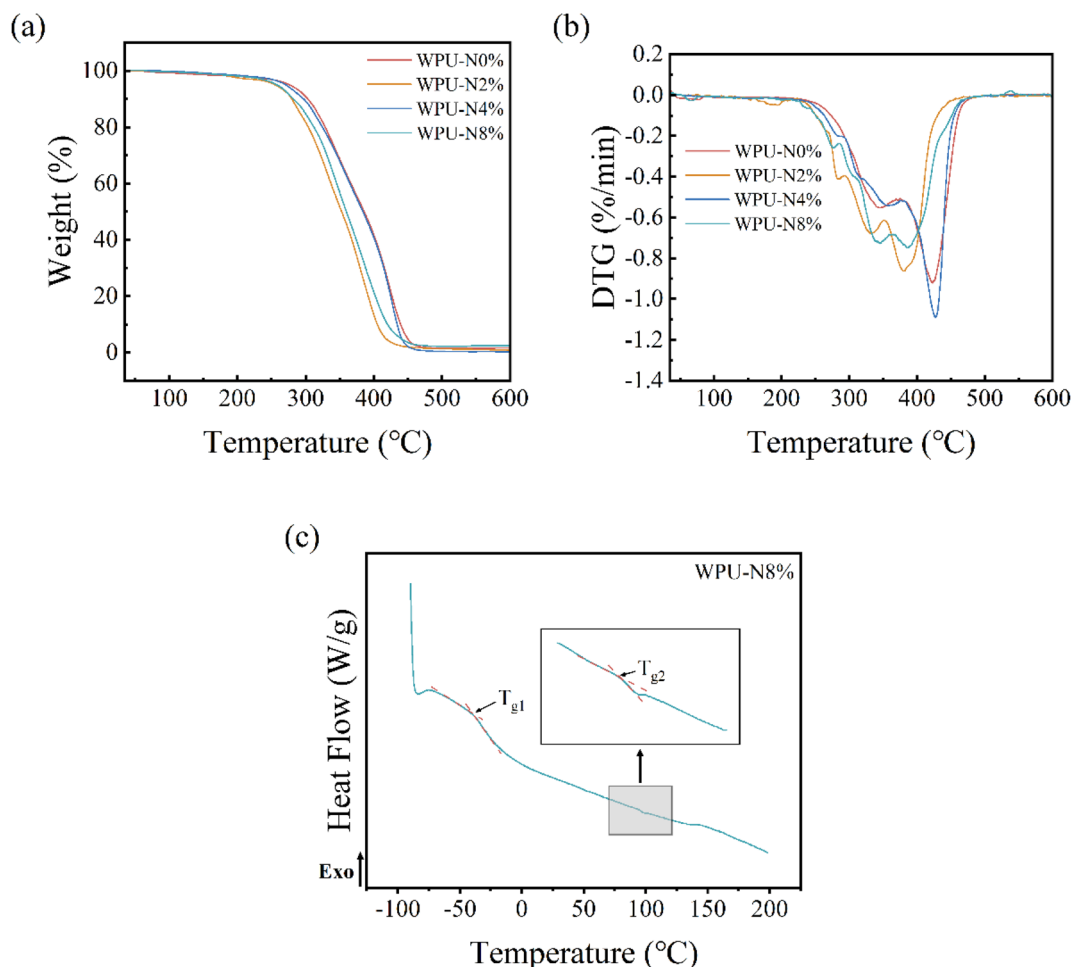 (a)
WPU-N0%
WPU-N2%
WPU-N4%
WPU-N8%
100
80
60
40
20
0
Weight (%)
100 200 300 400 500 600
Temperature (℃)
(b)
0.2
0.0
-0.2
-0.4
-0.6
-0.8
-1.0
-1.2
-1.4
DTG (%/min)
WPU-N0%
WPU-N2%
WPU-N4%
WPU-N8%
100 200 300 400 500 600
Temperature (℃)
(c)
WPU-N8%
Tg1
Tg2
Heat Flow (W/g)
Exo
-100 -50 0 50 100 150 200
Temperature (℃)